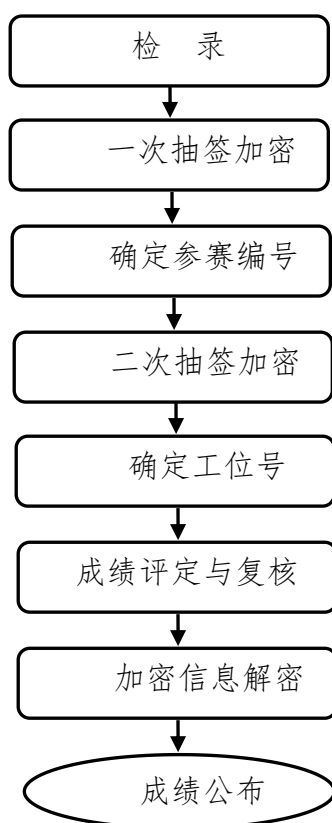 检 录
一次抽签加密
确定参赛编号
二次抽签加密
确定工位号
成绩评定与复核
加密信息解密
成绩公布